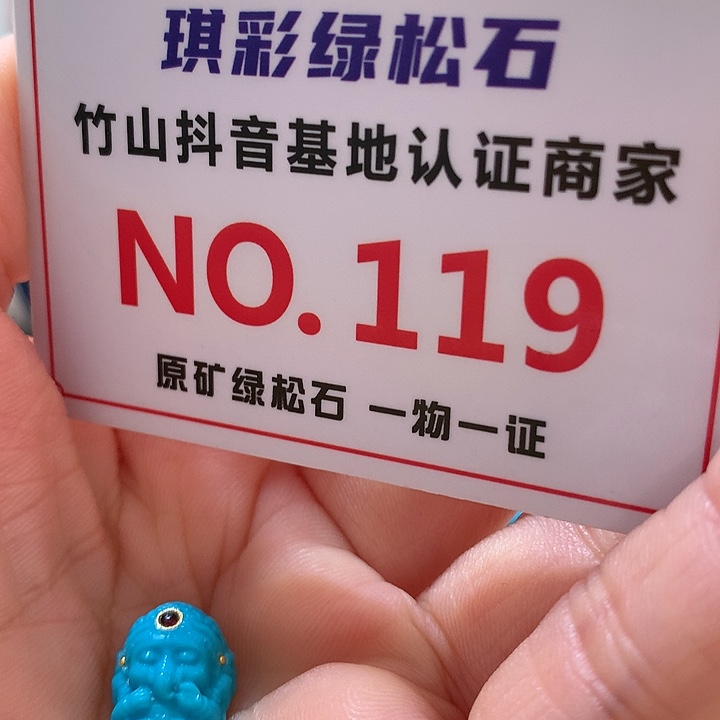 琪彩绿松石
竹山抖音基地认证商家
NO.119
原矿绿松石 一物一证